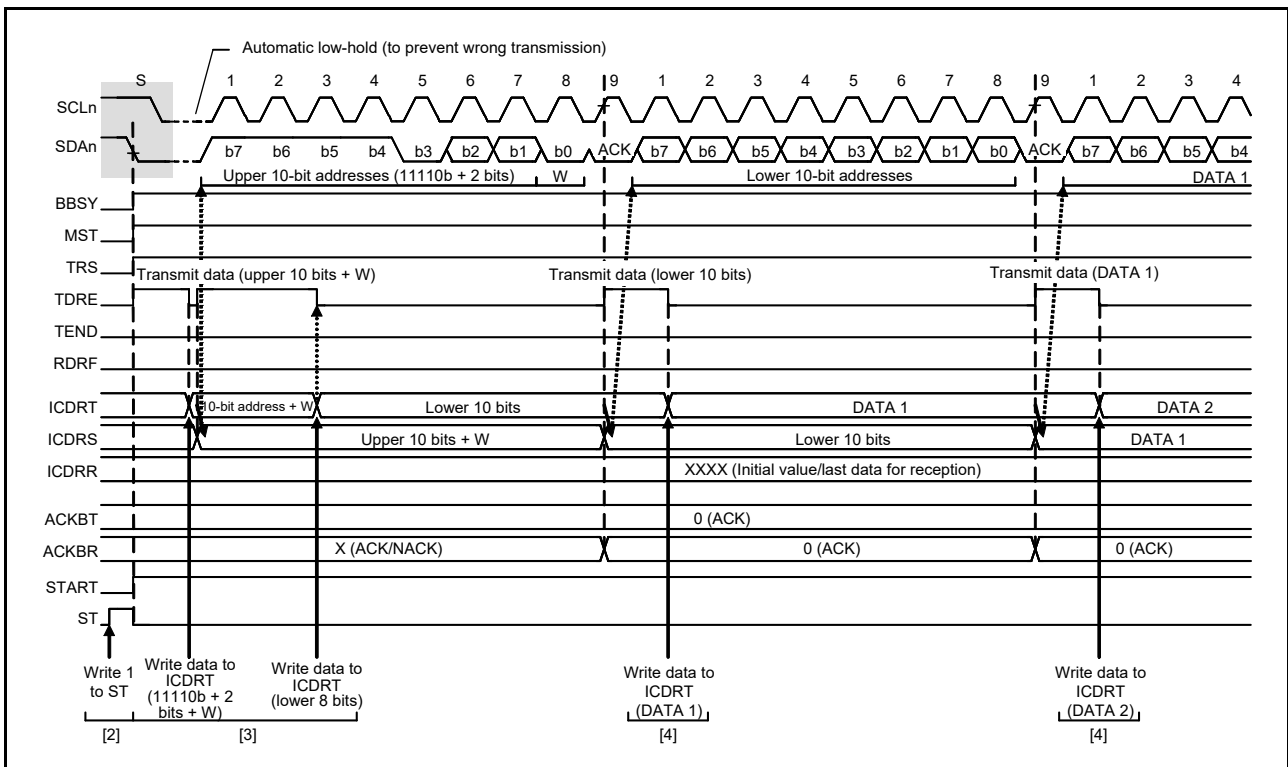 Automatic low-hold (to prevent wrong transmission)
S 1 2 3 4 5 6 7 8 9 1 2 3 4 5 6 7 8 9 1 2 3 4
SCLn
SDAn b7 b6 b5 b4 b3 b2 b1 b0 ACK b7 b6 b5 b4 b3 b2 b1 b0 ACK b7 b6 b5 b4
Upper 10-bit addresses (11110b + 2 bits) W Lower 10-bit addresses DATA 1
BBSY
MST
TRS
Transmit data (upper 10 bits + W) Transmit data (lower 10 bits) Transmit data (DATA 1)
TDRE
TEND
RDRF
ICDRT 10-bit address + W Lower 10 bits DATA 1 DATA 2
ICDRS Upper 10 bits + W Lower 10 bits DATA 1
ICDRR XXXX (Initial value/last data for reception)
ACKBT 0 (ACK)
ACKBR X (ACK/NACK) 0 (ACK) 0 (ACK)
START
ST
Write 1
to ST
Write data to
ICDRT
(11110b + 2
bits + W)
Write data to
ICDRT
(lower 8 bits)
Write data to
ICDRT
(DATA 1)
Write data to
ICDRT
(DATA 2)
[2] [3] [4] [4]